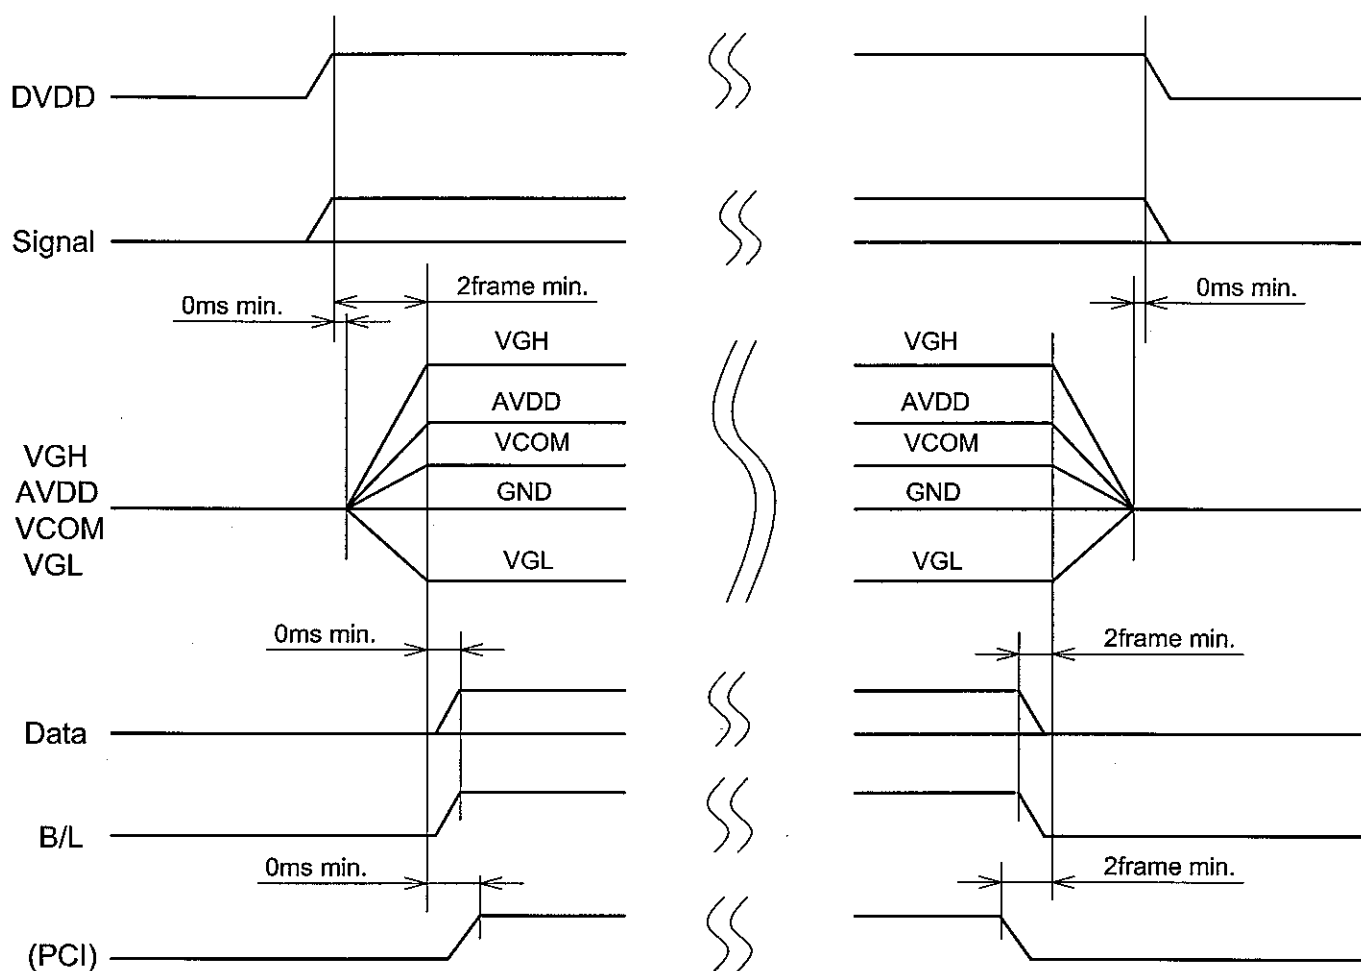 DVDD
Signal
2frame min.
0ms min.
0ms min.
VGH
VGH
AVDD
AVDD
VCOM
VCOM
VGH
AVDD
GND
GND
VCOM
VGL
VGL
VGL
0ms min.
2frame min.
Data
B/L
0ms min.
2frame min.
(PCI)